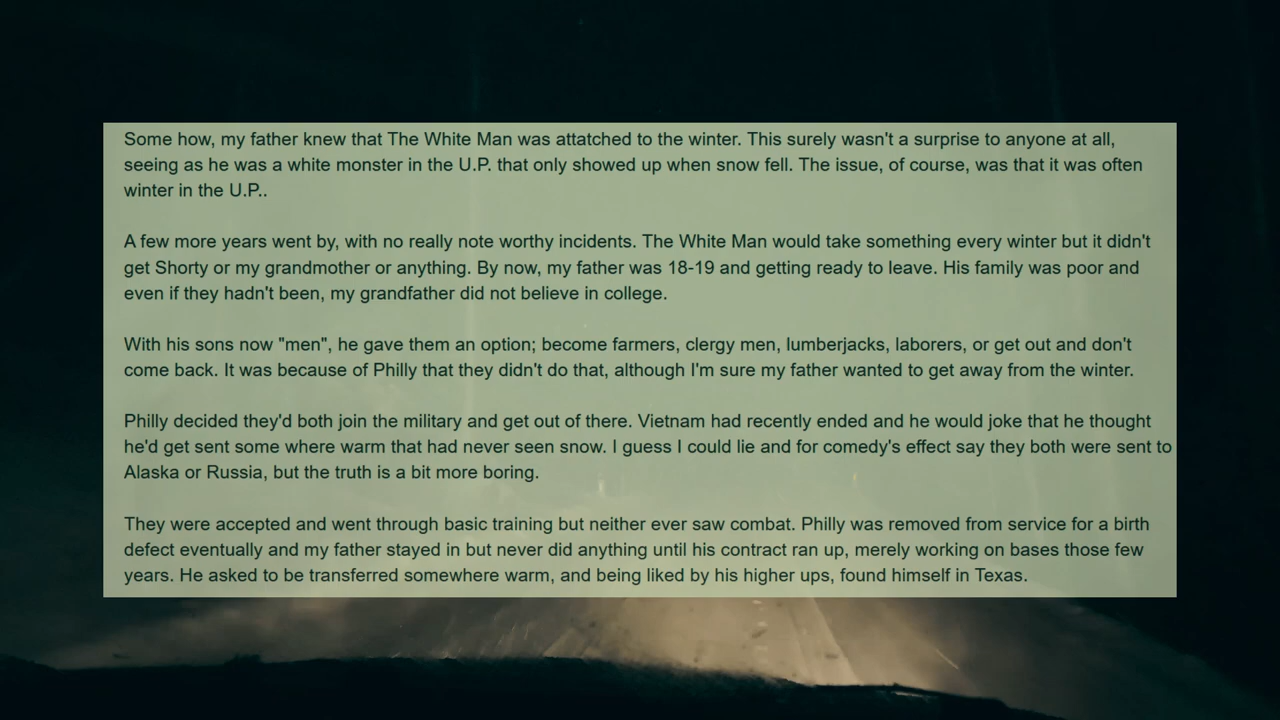 Some how, my father knew that The White Man was attatched to the winter. This surely wasn't a surprise to anyone at all,
seeing as he was a white monster in the U.P. that only showed up when snow fell. The issue, of course, was that it was often
winter in the U.P..
A few more years went by, with no really note worthy incidents. The White Man would take something every winter but it didn't
get Shorty or my grandmother or anything. By now, my father was 18-19 and getting ready to leave. His family was poor and
even if they hadn't been, my grandfather did not believe in college.
With his sons now "men", he gave them an option; become farmers, clergy men, lumberjacks, laborers, or get out and don't
come back. It was because of Philly that they didn't do that, although I'm sure my father wanted to get away from the winter.
Philly decided they'd both join the military and get out of there. Vietnam had recently ended and he would joke that he thought
he'd get sent some where warm that had never seen snow. I guess I could lie and for comedy's effect say they both were sent to
Alaska or Russia, but the truth is a bit more boring.
They were accepted and went through basic training but neither ever saw combat. Philly was removed from service for a birth
defect eventually and my father stayed in but never did anything until his contract ran up, merely working on bases those few
years. He asked to be transferred somewhere warm, and being liked by his higher ups, found himself in Texas.